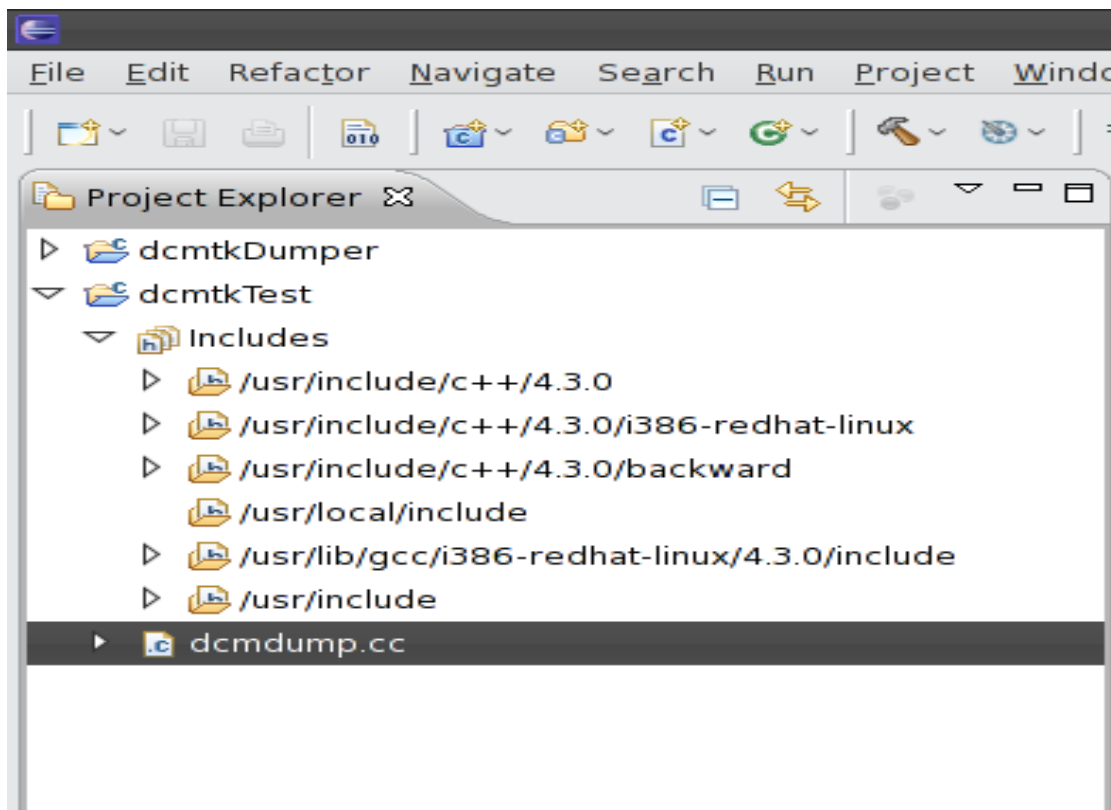 File Edit Refactor Navigate Search Run Project Windo
010
Project Explorer
dcmtkDumper
dcmtkTest
Includes
/usr/include/c++/4.3.0
/usr/include/c++/4.3.0/i386-redhat-linux
/usr/include/c++/4.3.0/backward
/usr/local/include
/usr/lib/gcc/i386-redhat-linux/4.3.0/include
/usr/include
dcmdump.cc